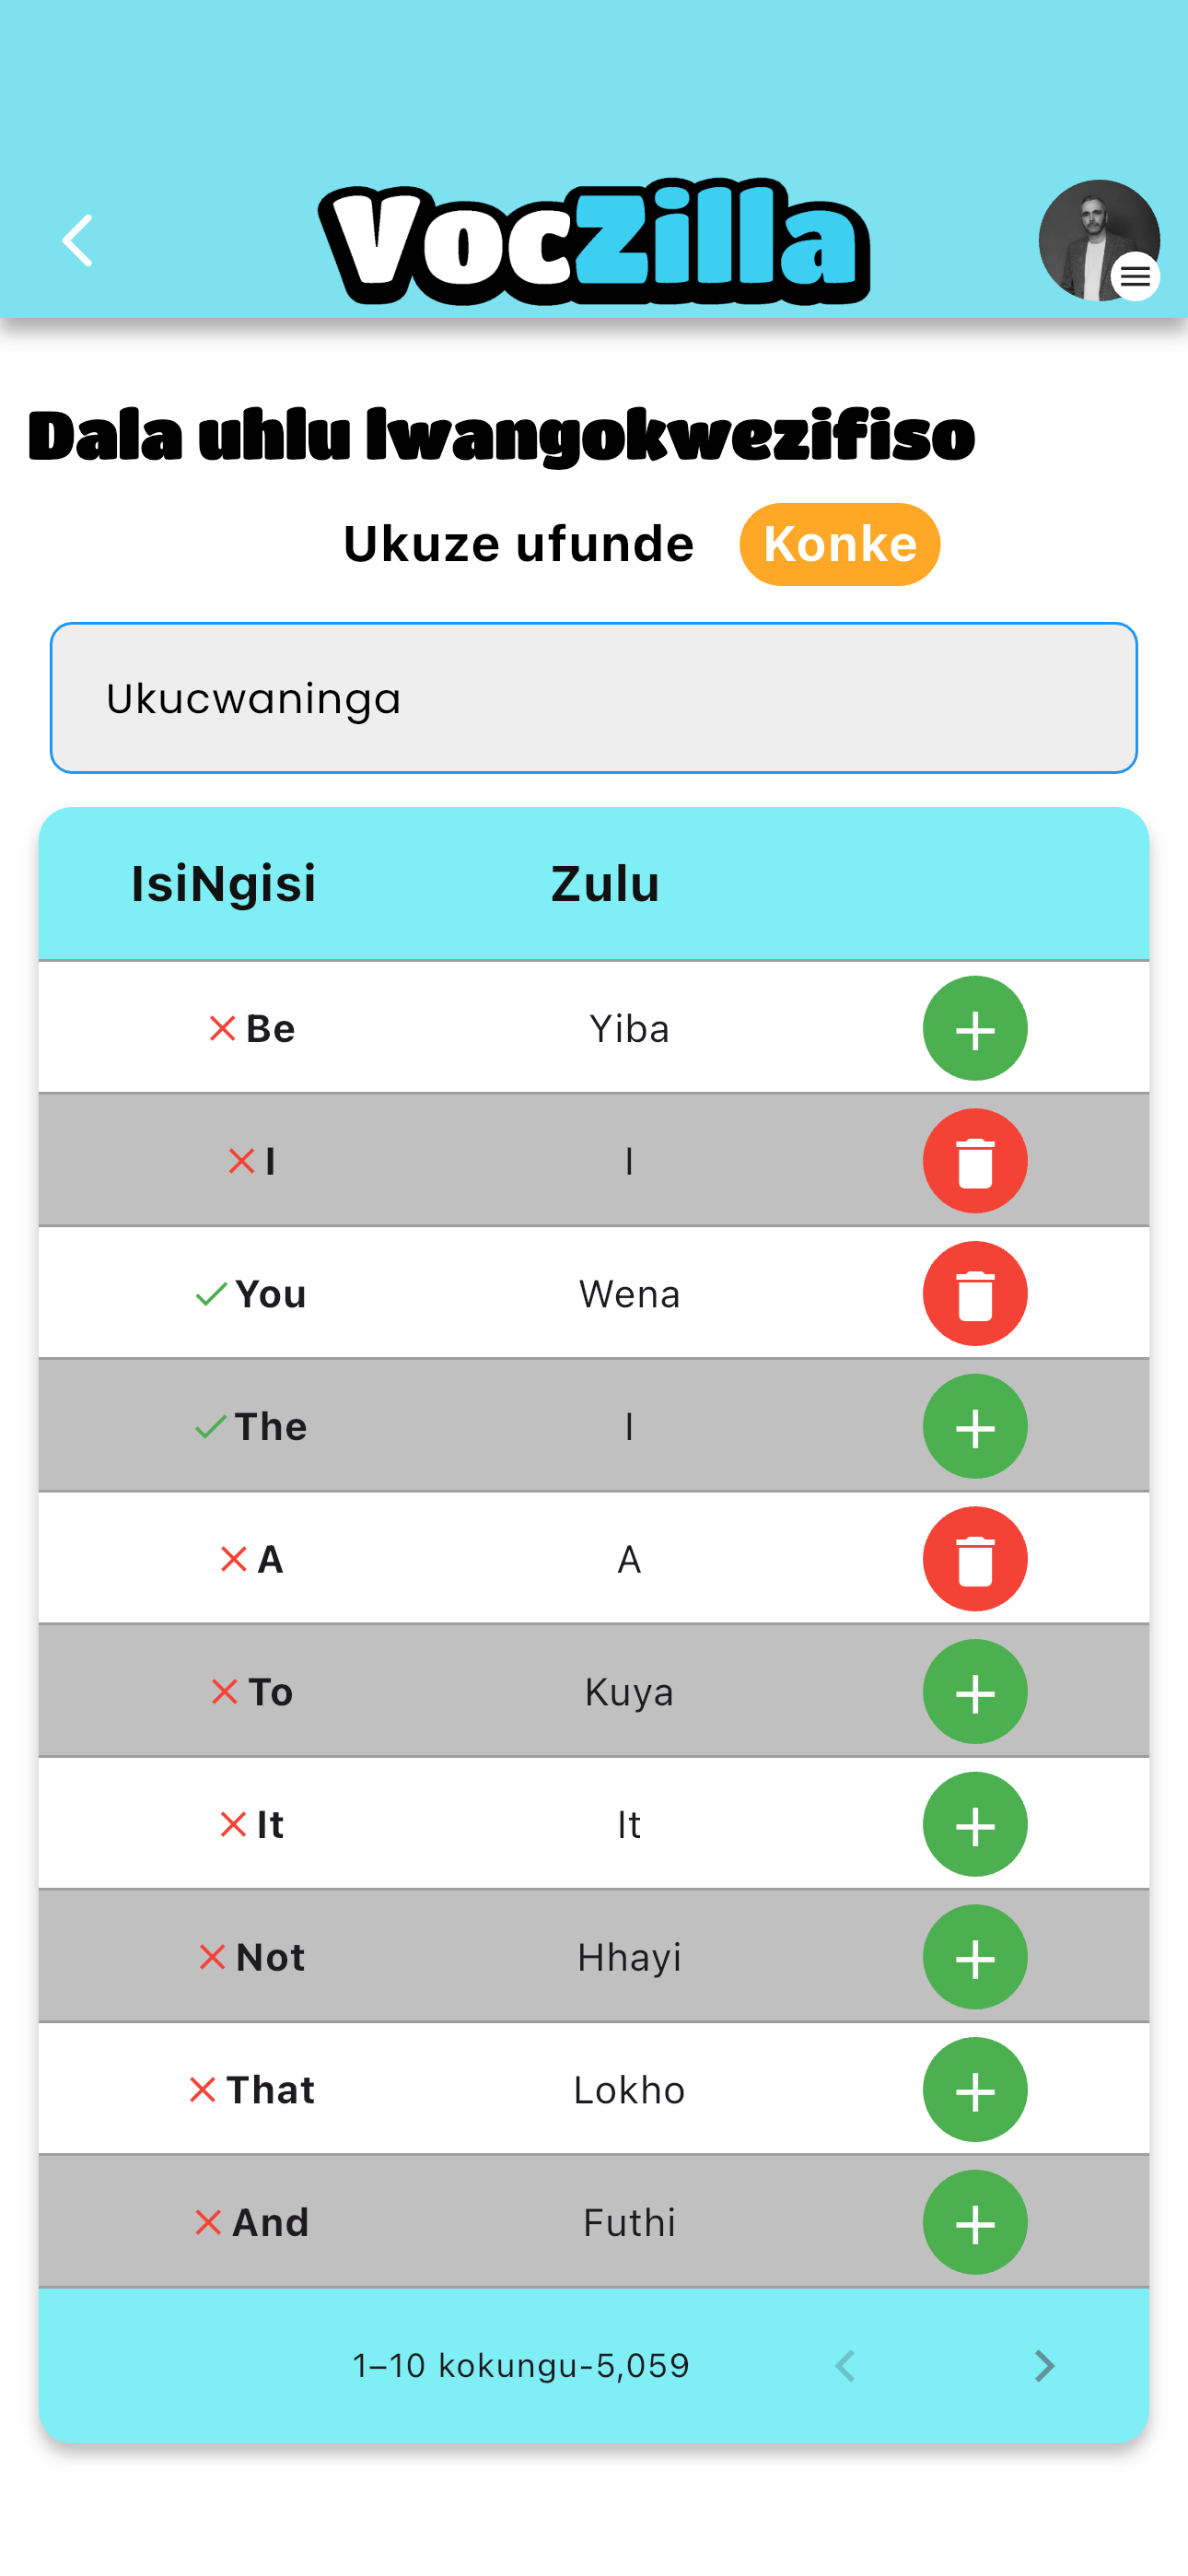 VocZilla
Dala uhlu lwangokwezifiso
Ukuze ufunde Konke
Ukucwaninga
IsiNgisi Zulu
Be Yiba
I I
You Wena
The I
A A
To Kuya
It It
Not Hhayi
That Lokho
And Futhi
1–10 kokungu-5,059